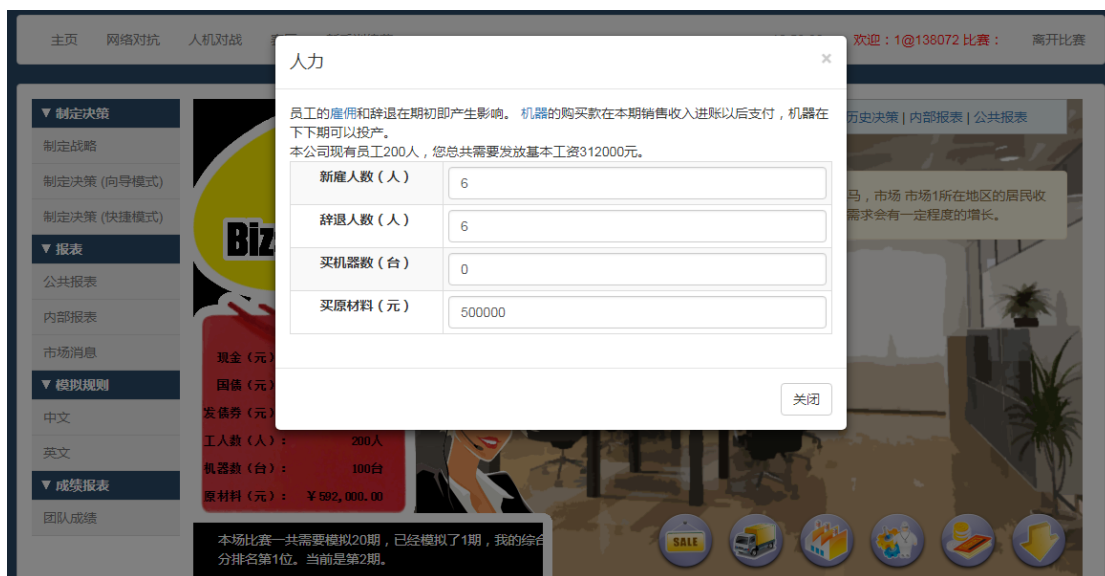 主页 网络对抗 人机对战
欢迎：1@138072 比赛： 离开比赛
人力 ×
员工的雇佣和辞退在期初即产生影响。 机器的购买款在本期销售收入进账以后支付，机器在
下下期可以投产。
本公司现有员工200人，您总共需要发放基本工资312000元。
新雇人数（人） 6
辞退人数（人） 6
买机器数（台） 0
买原材料（元） 500000
关闭
▼ 制定决策
制定战略
制定决策 (向导模式)
制定决策 (快捷模式)
▼ 报表
公共报表
内部报表
市场消息
▼ 模拟规则
中文
英文
▼ 成绩报表
团队成绩
历史决策 | 内部报表 | 公共报表
马，市场 市场1所在地区的居民收
需求会有一定程度的增长。
Biz
现金（元）
国债（元）
发债券（元）
工人数（人）： 200人
机器数（台）： 100台
原材料（元）： ￥592,000.00
本场比赛一共需要模拟20期，已经模拟了1期，我的综合
分排名第1位。当前是第2期。
SALE